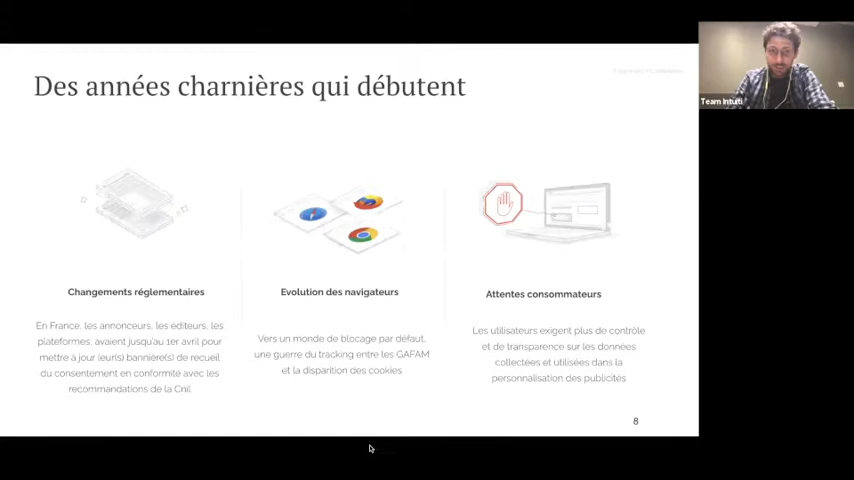 Des années charnières qui débutent
Team Intuiti
Changements réglementaires
En France, les annonceurs, les éditeurs, les
plateformes, avaient jusqu'au 1er avril pour
mettre à jour leur(s) bannière(s) de recueil
du consentement en conformité avec les
recommandations de la Cnil
Evolution des navigateurs
Vers un monde de blocage par défaut,
une guerre du tracking entre les GAFAM
et la disparition des cookies
Attentes consommateurs
Les utilisateurs exigent plus de contrôle
et de transparence sur les données
collectées et utilisées dans la
personnalisation des publicités
8